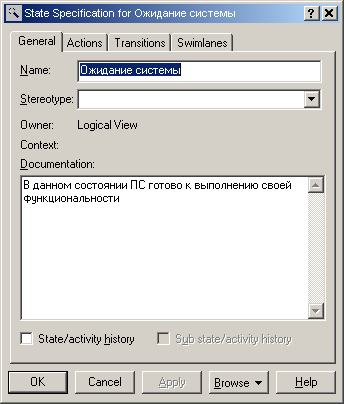 State Specification for Ожидание системы
General Actions Transitions Swimlanes
Name: Ожидание системы
Stereotype:
Owner: Logical View
Context:
Documentation:
В данном состоянии ПС готово к выполнению своей
функциональности
State/activity history Sub state/activity history
OK Cancel Apply Browse Help